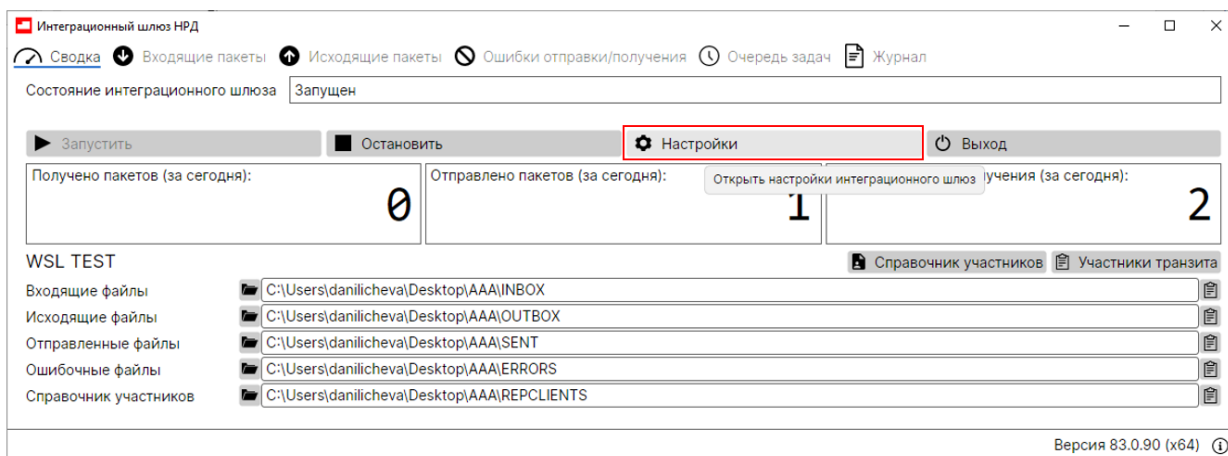 Интеграционный шлюз НРД
Сводка Входящие пакеты Исходящие пакеты Ошибки отправки/получения Очередь задач Журнал
Состояние интеграционного шлюза Запущен
Запустить Остановить Настройки Выход
Получено пакетов (за сегодня): Отправлено пакетов (за сегодня): Открыть настройки интеграционного шлюз учения (за сегодня):
0 1 2
WSL TEST Справочник участников Участники транзита
Входящие файлы C:\Users\danilicheva\Desktop\AAA\INBOX
Исходящие файлы C:\Users\danilicheva\Desktop\AAA\OUTBOX
Отправленные файлы C:\Users\danilicheva\Desktop\AAA\SENT
Ошибочные файлы C:\Users\danilicheva\Desktop\AAA\ERRORS
Справочник участников C:\Users\danilicheva\Desktop\AAA\REPCLIENTS
Версия 83.0.90 (x64)